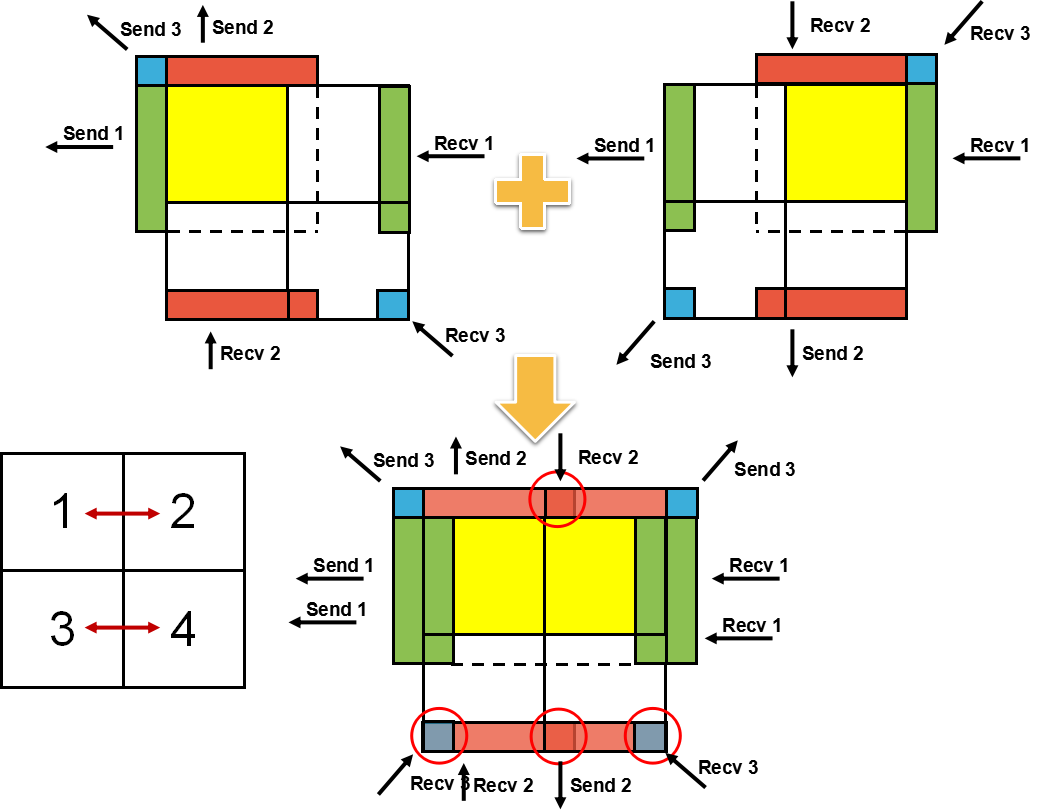 Send 3
Send 2
Recv 2
Recv 3
Send 1
Recv 1
Send 1
Recv 1
Recv 2
Recv 3
Send 3
Send 2
Send 3
Send 2
Recv 2
Send 3
1
2
3
4
Send 1
Send 1
Recv 1
Recv 1
Recv 3
Recv 2
Send 2
Recv 3